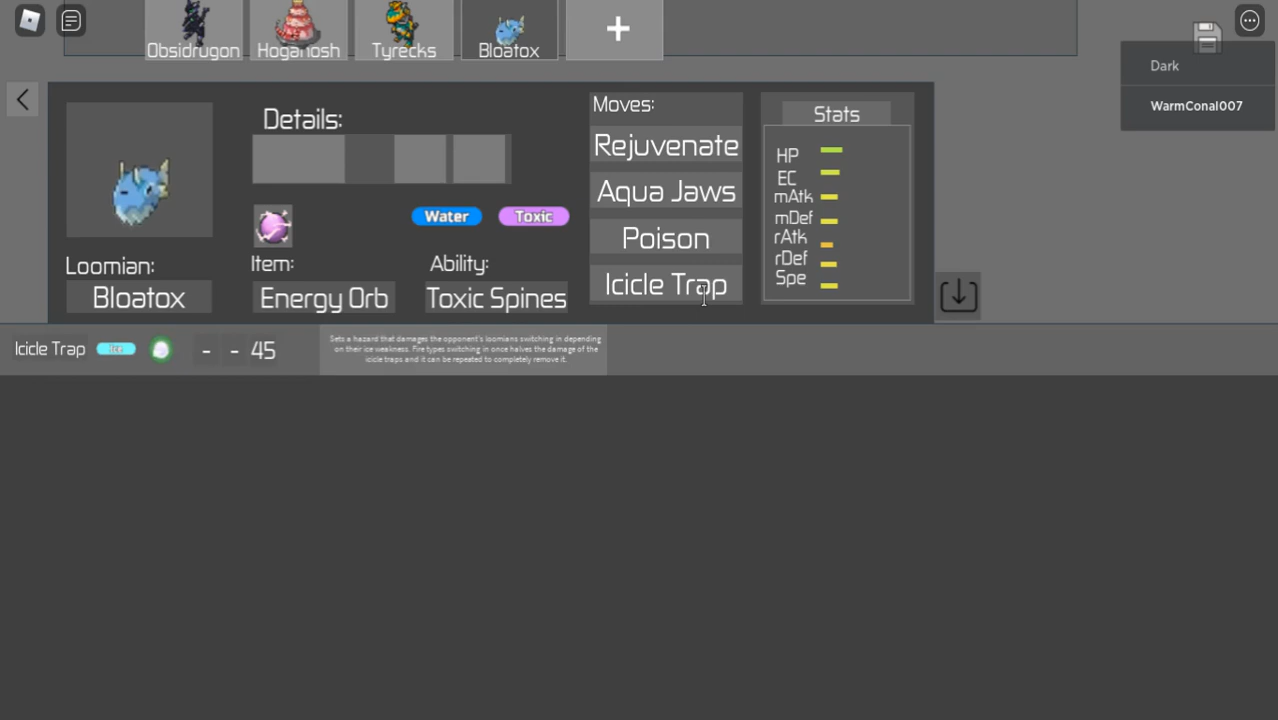 Obsidrugon Hoganosh Tyrecks Bloatox +
Dark
WarmConal007
Details:
Moves:
Rejuvenate
Aqua Jaws
Poison
Icicle Trap
Stats
HP
EC
mAtk
mDef
rAtk
rDef
Spe
Water Toxic
Loomian:
Bloatox
Item:
Energy Orb
Ability:
Toxic Spines
Icicle Trap Ice - - 45
Sets a hazard that damages the opponent's loomians switching in depending
on their ice weakness. Fire types switching in once halves the damage of the
icicle traps and it can be repeated to completely remove it.